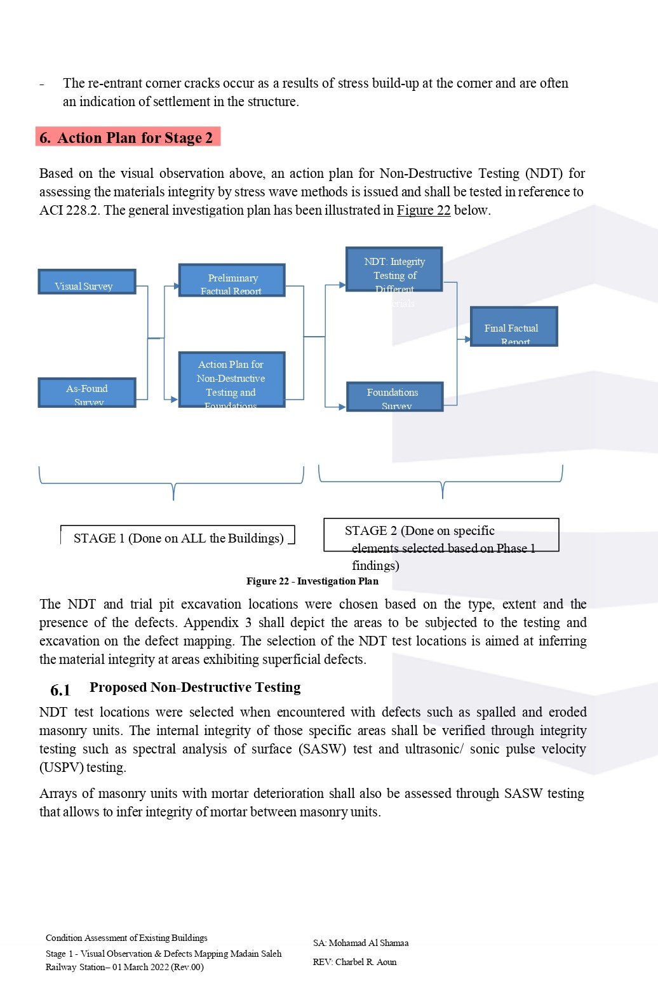 - The re-entrant corner cracks occur as a results of stress build-up at the corner and are often
an indication of settlement in the structure.
6. Action Plan for Stage 2
Based on the visual observation above, an action plan for Non-Destructive Testing (NDT) for
assessing the materials integrity by stress wave methods is issued and shall be tested in reference to
ACI 228.2. The general investigation plan has been illustrated in Figure 22 below.
Visual Survey
As-Found
Survey
Preliminary
Factual Report
Action Plan for
Non-Destructive
Testing and
Foundations
NDT: Integrity
Testing of
Different
Foundations
Survey
Final Factual
Report
STAGE 1 (Done on ALL the Buildings)
STAGE 2 (Done on specific
elements selected based on Phase 1
findings)
Figure 22 - Investigation Plan
The NDT and trial pit excavation locations were chosen based on the type, extent and the
presence of the defects. Appendix 3 shall depict the areas to be subjected to the testing and
excavation on the defect mapping. The selection of the NDT test locations is aimed at inferring
the material integrity at areas exhibiting superficial defects.
6.1 Proposed Non-Destructive Testing
NDT test locations were selected when encountered with defects such as spalled and eroded
masonry units. The internal integrity of those specific areas shall be verified through integrity
testing such as spectral analysis of surface (SASW) test and ultrasonic/ sonic pulse velocity
(USPV) testing.
Arrays of masonry units with mortar deterioration shall also be assessed through SASW testing
that allows to infer integrity of mortar between masonry units.
Condition Assessment of Existing Buildings
Stage 1 - Visual Observation & Defects Mapping Madain Saleh
Railway Station– 01 March 2022 (Rev.00)
SA: Mohamad Al Shamaa
REV: Charbel R. Aoun